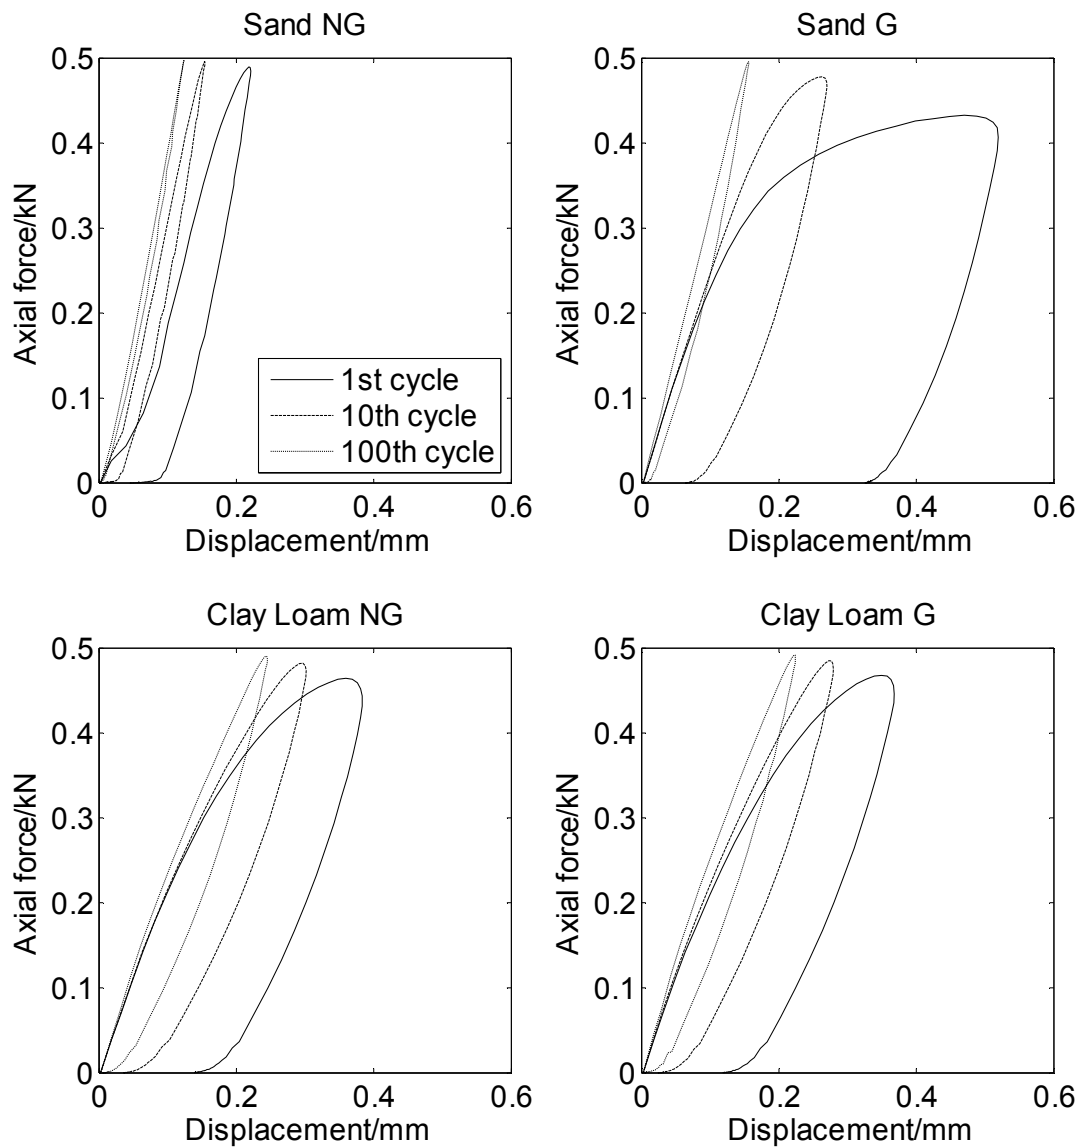 Sand NG
0.5
0.4
0.3
0.2
0.1
0
Axial force/kN
1st cycle
10th cycle
100th cycle
0 0.2 0.4 0.6
Displacement/mm
Sand G
0.5
0.4
0.3
0.2
0.1
0
Axial force/kN
0 0.2 0.4 0.6
Displacement/mm
Clay Loam NG
0.5
0.4
0.3
0.2
0.1
0
Axial force/kN
0 0.2 0.4 0.6
Displacement/mm
Clay Loam G
0.5
0.4
0.3
0.2
0.1
0
Axial force/kN
0 0.2 0.4 0.6
Displacement/mm